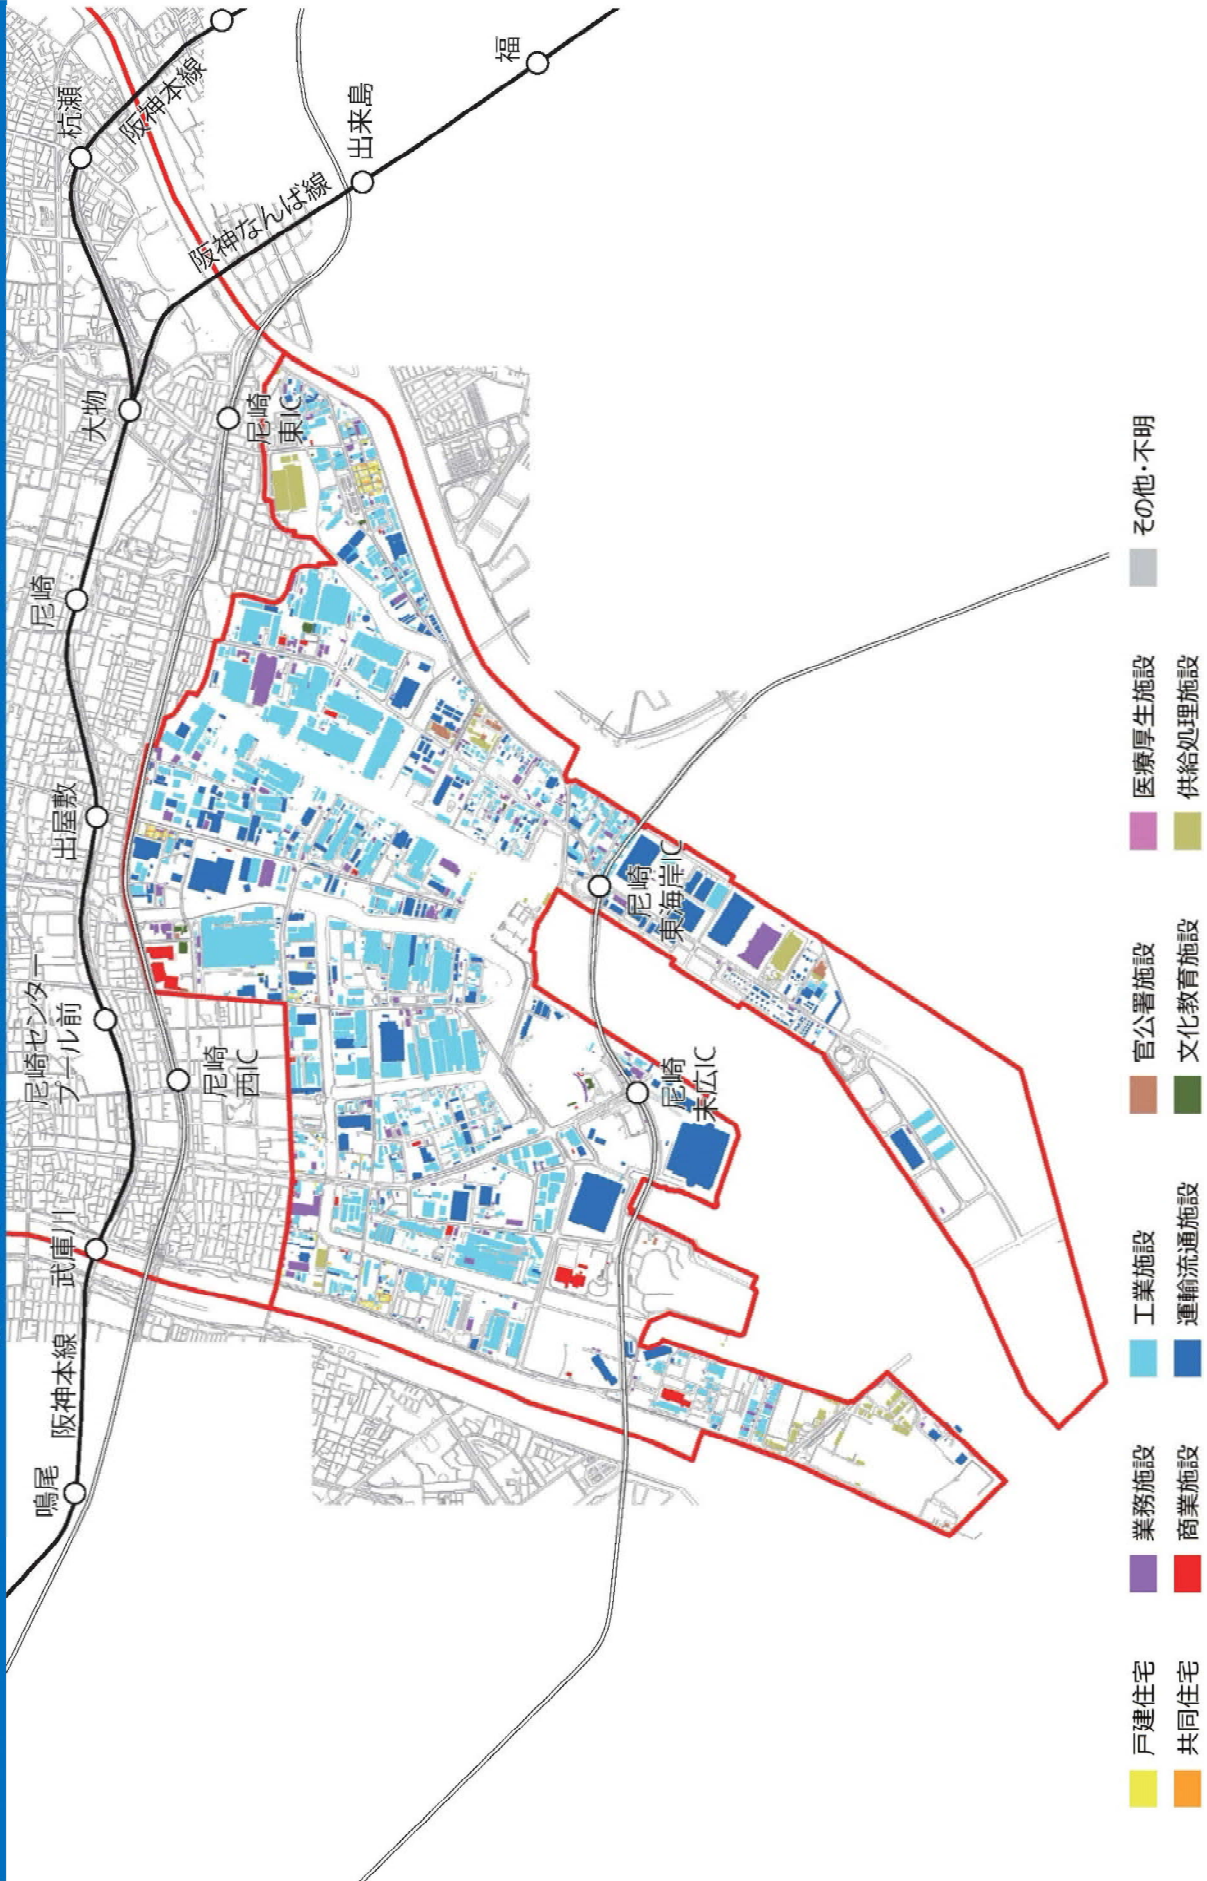 鳴尾
阪神本線
武庫川
尼崎センター
プール前
出屋敷
尼崎
大物
杭瀬
阪神本線
阪神なんば線
出来島
福
尼崎
西IC
尼崎
東IC
尼崎
末広IC
尼崎
東海岸IC
戸建住宅
業務施設
工業施設
官公署施設
医療厚生施設
その他・不明
共同住宅
商業施設
運輸流通施設
文化教育施設
供給処理施設